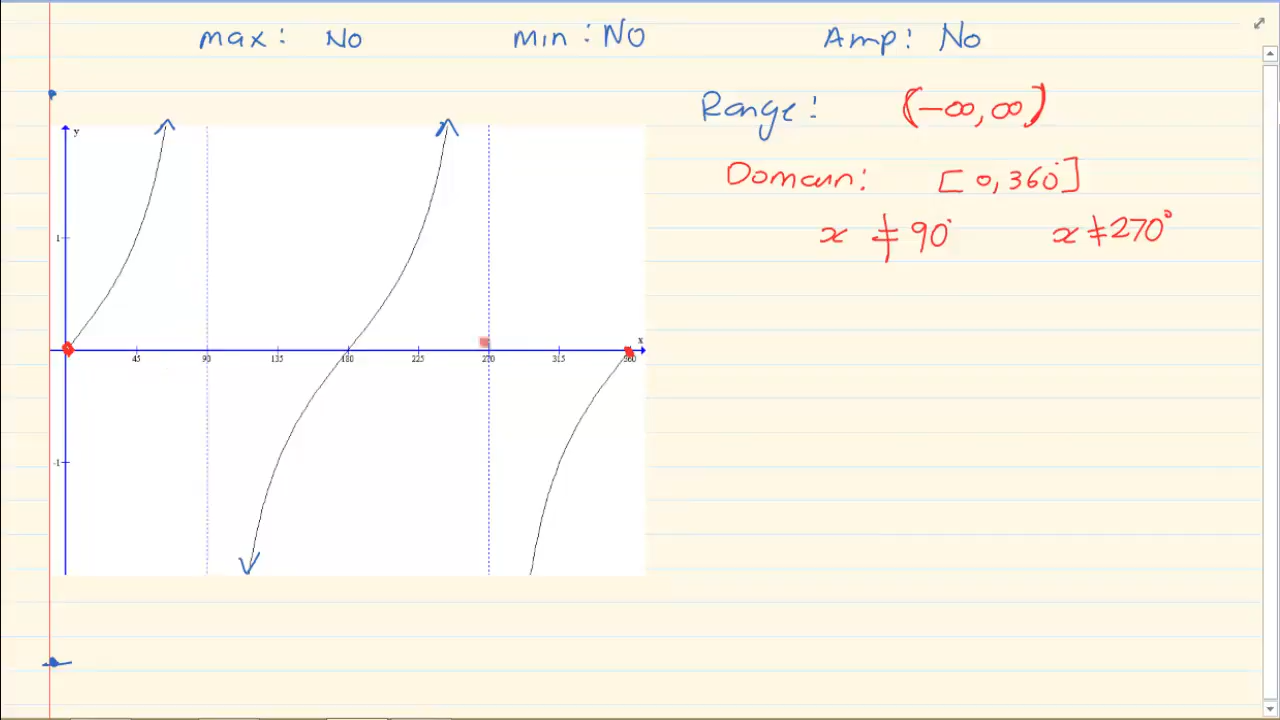 max: No min: NO Amp: No
Range: (-∞, ∞)
Domain: [0, 360°]
x ≠ 90° x ≠ 270°
y
1
x
45 90 135 180 225 270 315 360
-1